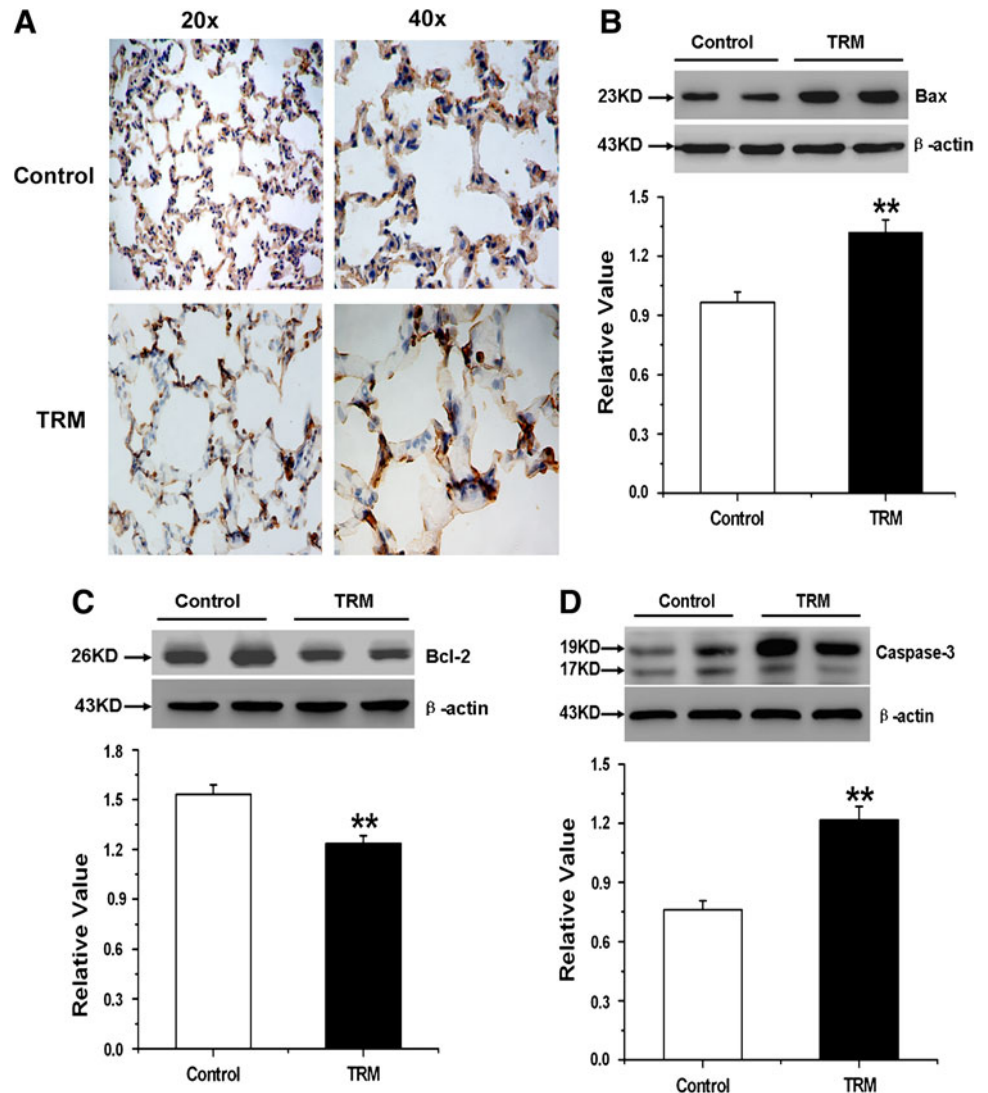 A
20x
40x
Control
TRM
B
Control
TRM
23KD
Bax
43KD
β-actin
1.5
1.2
0.9
0.6
0.3
0.0
Relative Value
**
Control
TRM
C
Control
TRM
26KD
Bcl-2
43KD
β-actin
1.8
1.5
1.2
0.9
0.6
0.3
0.0
Relative Value
**
Control
TRM
D
Control
TRM
19KD
17KD
Caspase-3
43KD
β-actin
1.5
1.2
0.9
0.6
0.3
0.0
Relative Value
**
Control
TRM